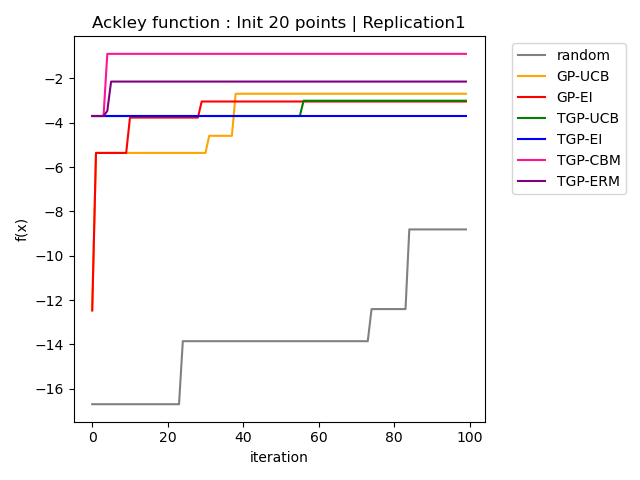 Ackley function : Init 20 points | Replication1
f(x)
−2
−4
−6
−8
−10
−12
−14
−16
0 20 40 60 80 100
iteration
random
GP-UCB
GP-EI
TGP-UCB
TGP-EI
TGP-CBM
TGP-ERM